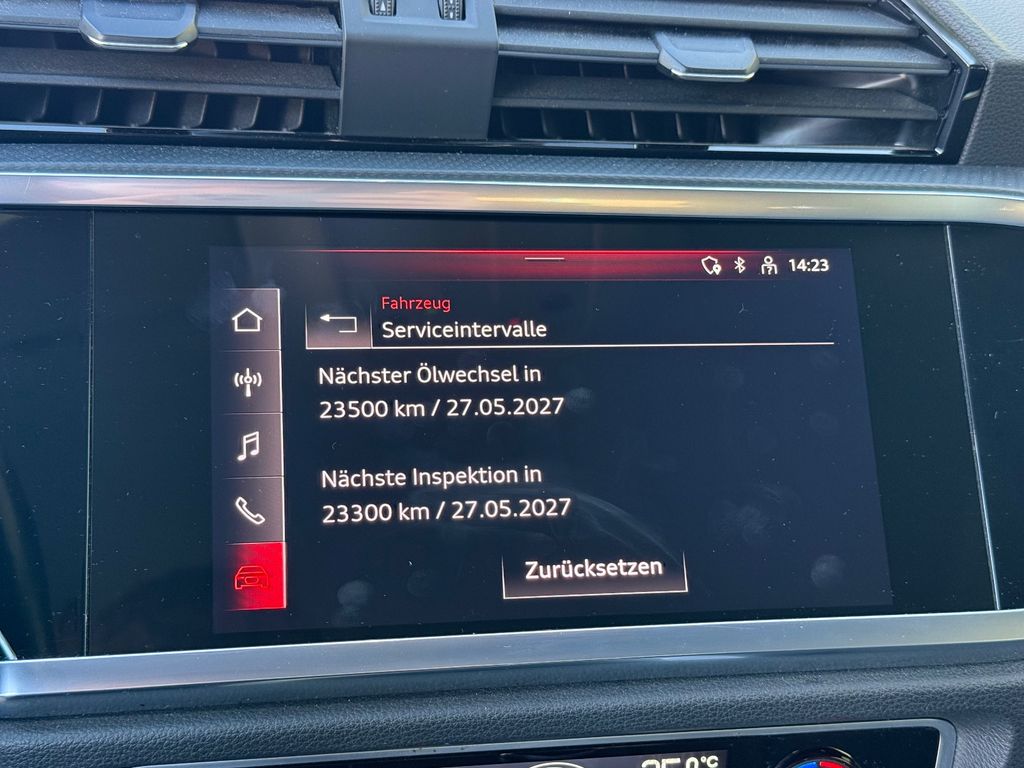 14:23
Fahrzeug
Serviceintervalle
Nächster Ölwechsel in
23500 km / 27.05.2027
Nächste Inspektion in
23300 km / 27.05.2027
Zurücksetzen